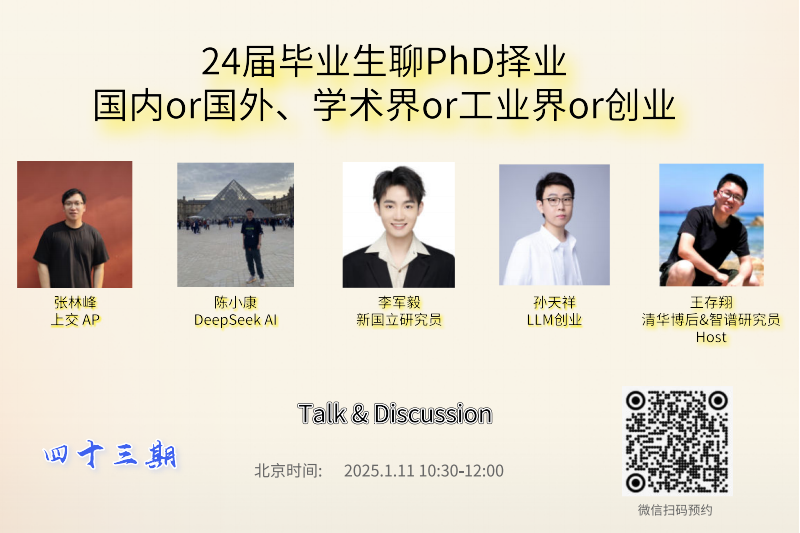 24届毕业生聊PhD择业
国内or国外、学术界or工业界or创业
张林峰
上交 AP
陈小康
DeepSeek AI
李军毅
新国立研究员
孙天祥
LLM创业
王存翔
清华博后&智谱研究员
Host
Talk & Discussion
四十三期
北京时间: 2025.1.11 10:30-12:00
微信扫码预约